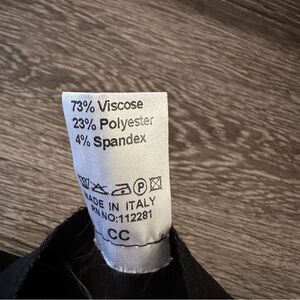 73% Viscose
23% Polyester
4% Spandex
P
MADE IN ITALY
RN NO:112281
CC